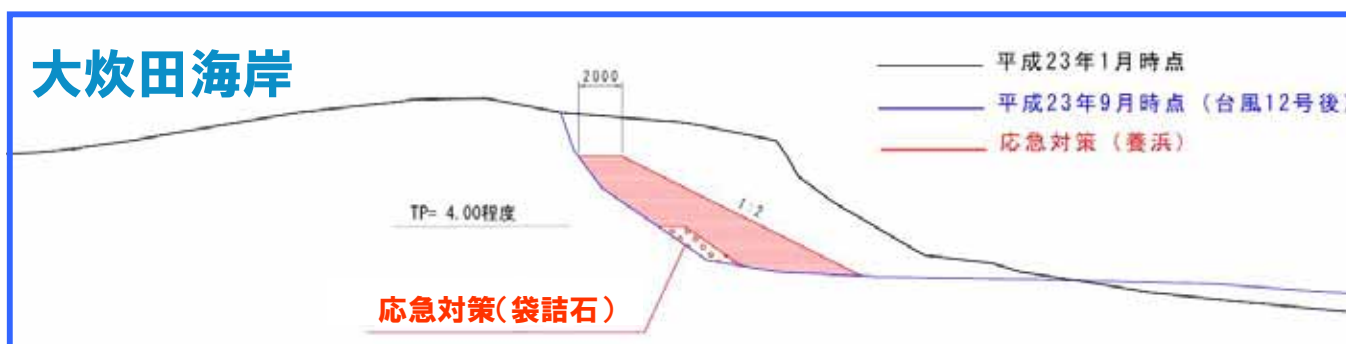 大炊田海岸
2000
平成23年1月時点
平成23年9月時点（台風12号後）
応急対策（養浜）
1:2
TP= 4.00程度
応急対策（袋詰石）